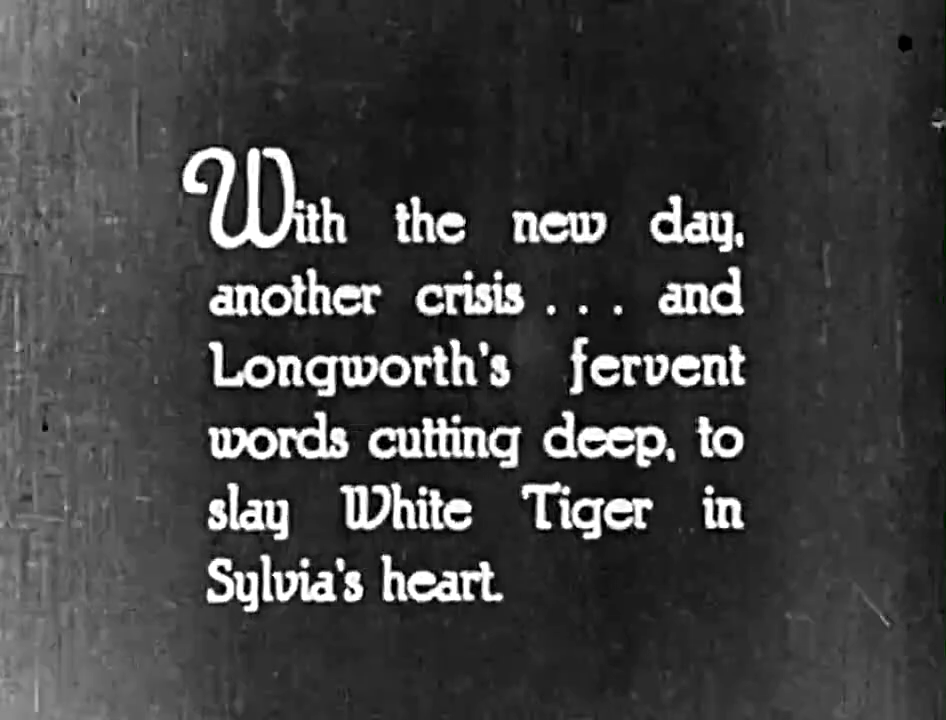 With the new day,
another crisis . . . and
Longworth's fervent
words cutting deep, to
slay White Tiger in
Sylvia's heart.